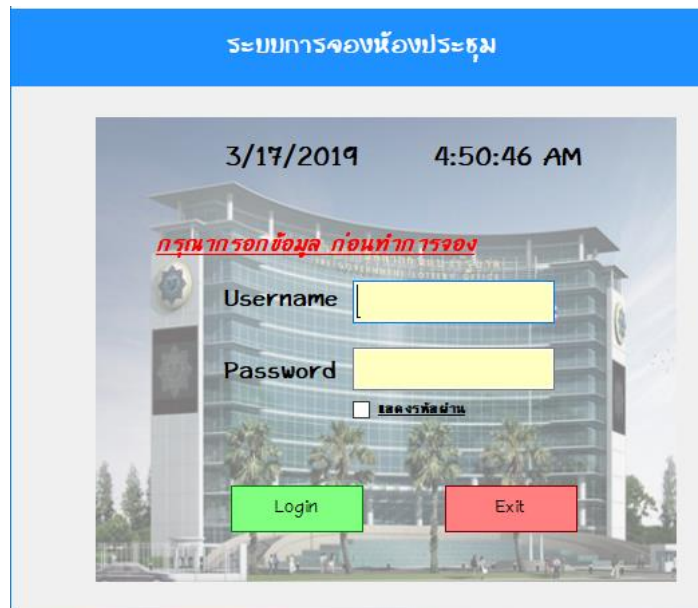 ระบบการจองห้องประชุม
3/17/2019 4:50:46 AM
กรุณากรอกข้อมูล ก่อนทำการจอง
Username
Password
แสดงรหัสผ่าน
Login Exit